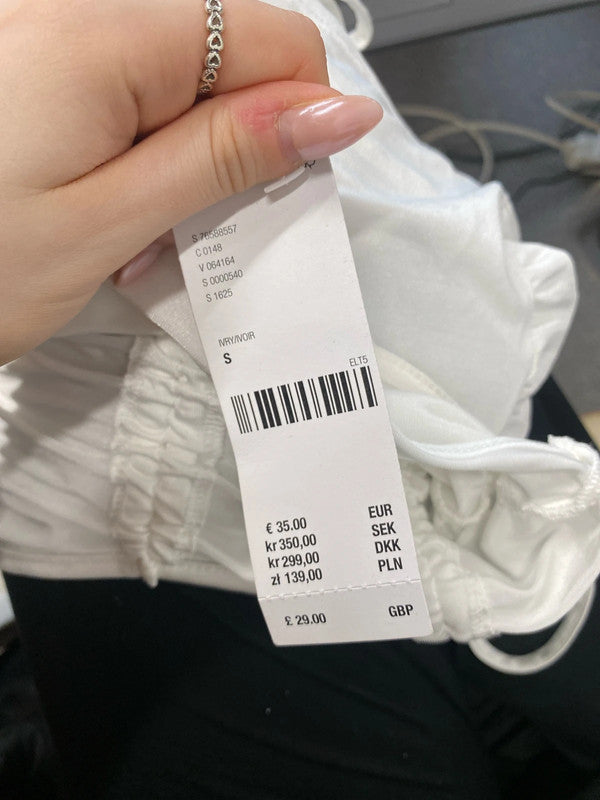 S 76588557
C 0148
V 064164
S 0000540
S 1625
IVRY/IVOIR
S
ELT5
€ 35.00 EUR
kr 350,00 SEK
kr 299,00 DKK
zł 139,00 PLN
£ 29.00 GBP